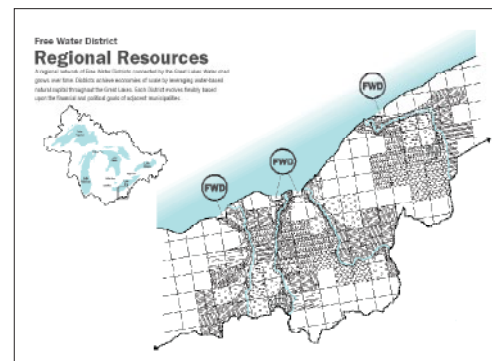 Free Water District
Regional Resources
A regional network of Free Water Districts connected by the Great Lakes Water shed
grows over time. Districts achieve economies of scale by leveraging water-based
natural capital throughout the Great Lakes. Each District evolves flexibly based
upon the financial and political goals of adjacent municipalities.
FWD
FWD
FWD